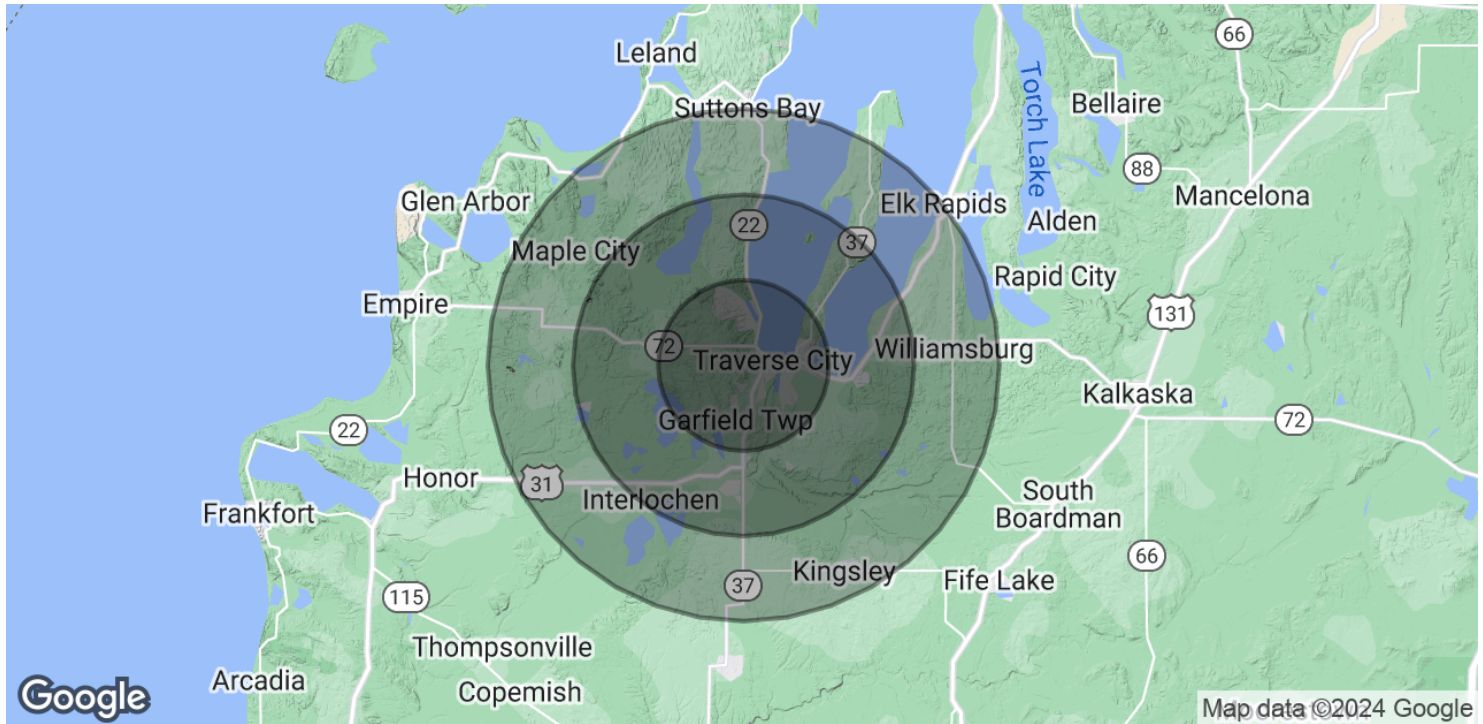 66
Leland
Bellaire
Suttons Bay
Torch Lake
88
Mancelona
Glen Arbor
Elk Rapids
Alden
22
37
Maple City
Rapid City
Empire
131
72
Traverse City
Williamsburg
Kalkaska
Garfield Twp
72
22
Honor
31
Interlochen
South
Boardman
Frankfort
66
Kingsley
Fife Lake
37
115
Thompsonville
Arcadia
Copemish
Google
Map data ©2024 Google